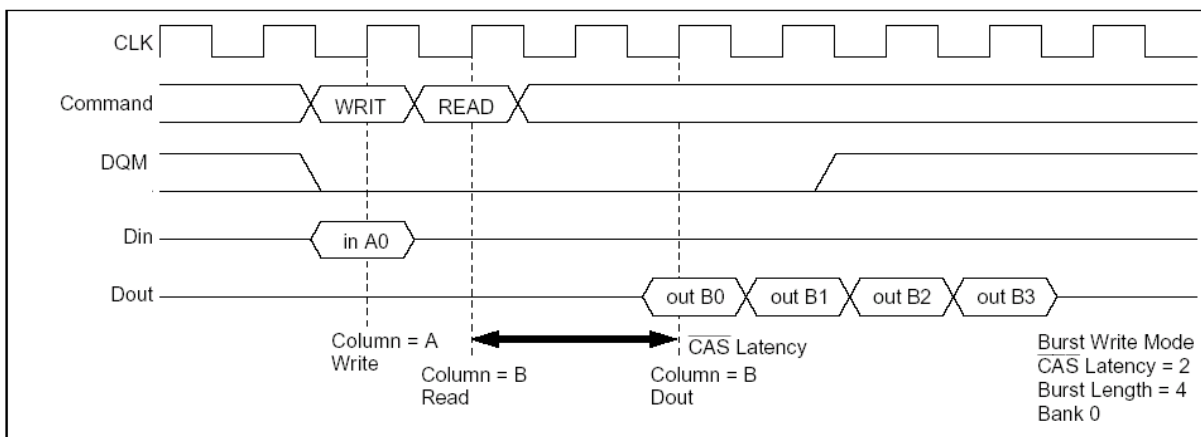 CLK
Command
WRIT
READ
DQM
Din
in A0
Dout
out B0
out B1
out B2
out B3
Column = A
Write
Column = B
Read
CAS Latency
Column = B
Dout
Burst Write Mode
CAS Latency = 2
Burst Length = 4
Bank 0